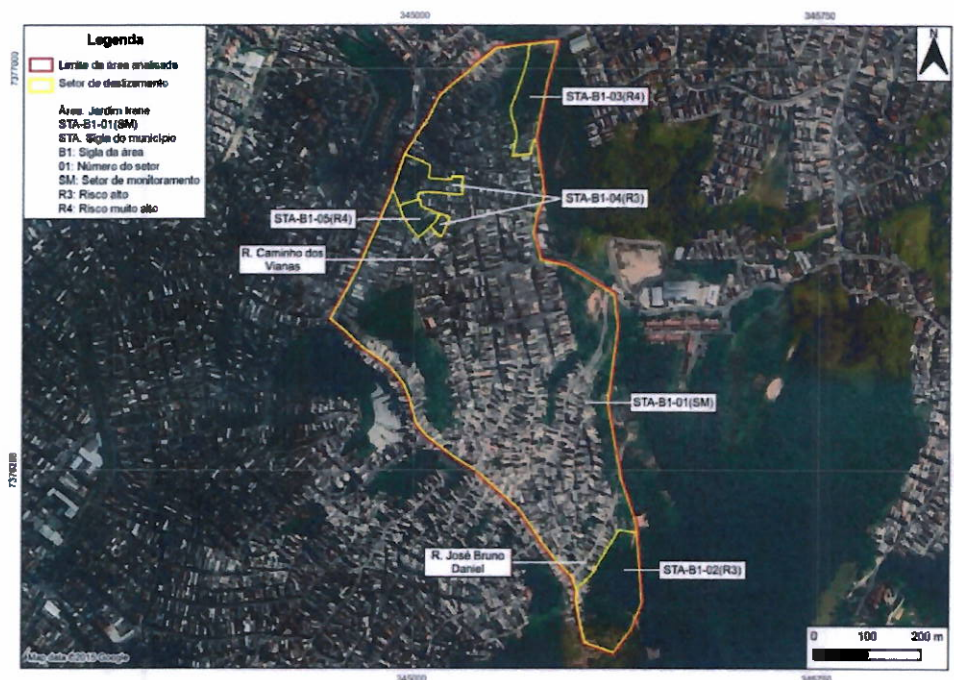 345000
345750
Legenda
Limite da área analisada
Setor de deslizamento
Área: Jardim Irene
STA-B1-01(SM)
STA: Sigla do município
B1: Sigla da área
01: Número do setor
SM: Setor de monitoramento
R3: Risco alto
R4: Risco muito alto
N
7377000
STA-B1-03(R4)
STA-B1-04(R3)
STA-B1-05(R4)
R. Caminho dos
Vianas
STA-B1-01(SM)
R. José Bruno
Daniel
STA-B1-02(R3)
0 100 200 m
Map data ©2015 Google
345000
345750